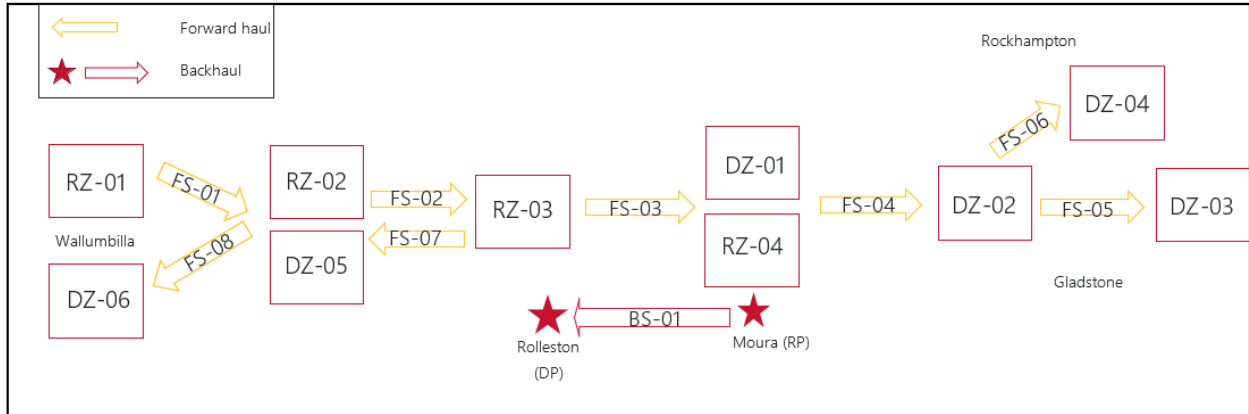 Forward haul
Backhaul
Rockhampton
DZ-04
FS-06
RZ-01
FS-01
RZ-02
FS-02
RZ-03
FS-03
DZ-01
FS-04
DZ-02
FS-05
DZ-03
Wallumbilla
FS-08
DZ-05
FS-07
RZ-04
DZ-06
Gladstone
BS-01
Rolleston
(DP)
Moura (RP)